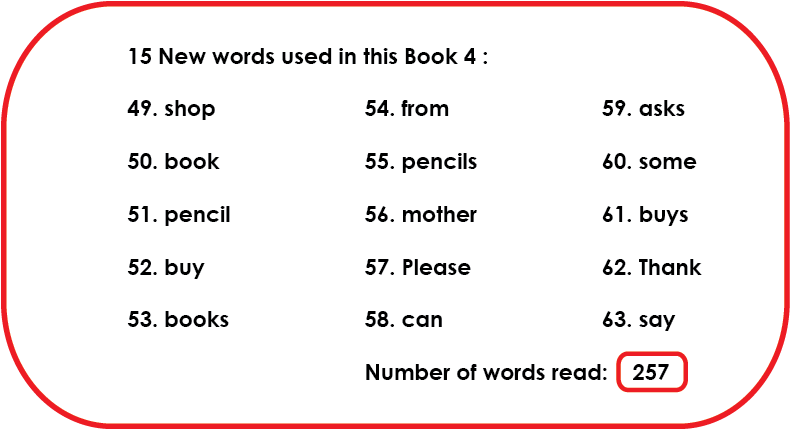 15 New words used in this Book 4 :
49. shop 54. from 59. asks
50. book 55. pencils 60. some
51. pencil 56. mother 61. buys
52. buy 57. Please 62. Thank
53. books 58. can 63. say
Number of words read: 257